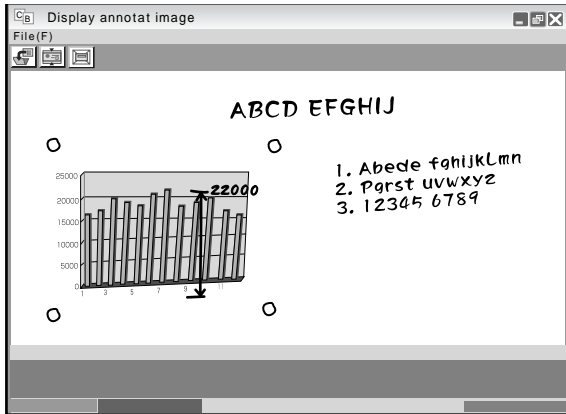 CB Display annotat image
File(F)
ABCD EFGHIJ
1. Abede fghijkLmn
2. Pqrst uvwxyz
3. 12345 6789
25000
22000
20000
15000
10000
5000
0
1 3 5 7 9 11